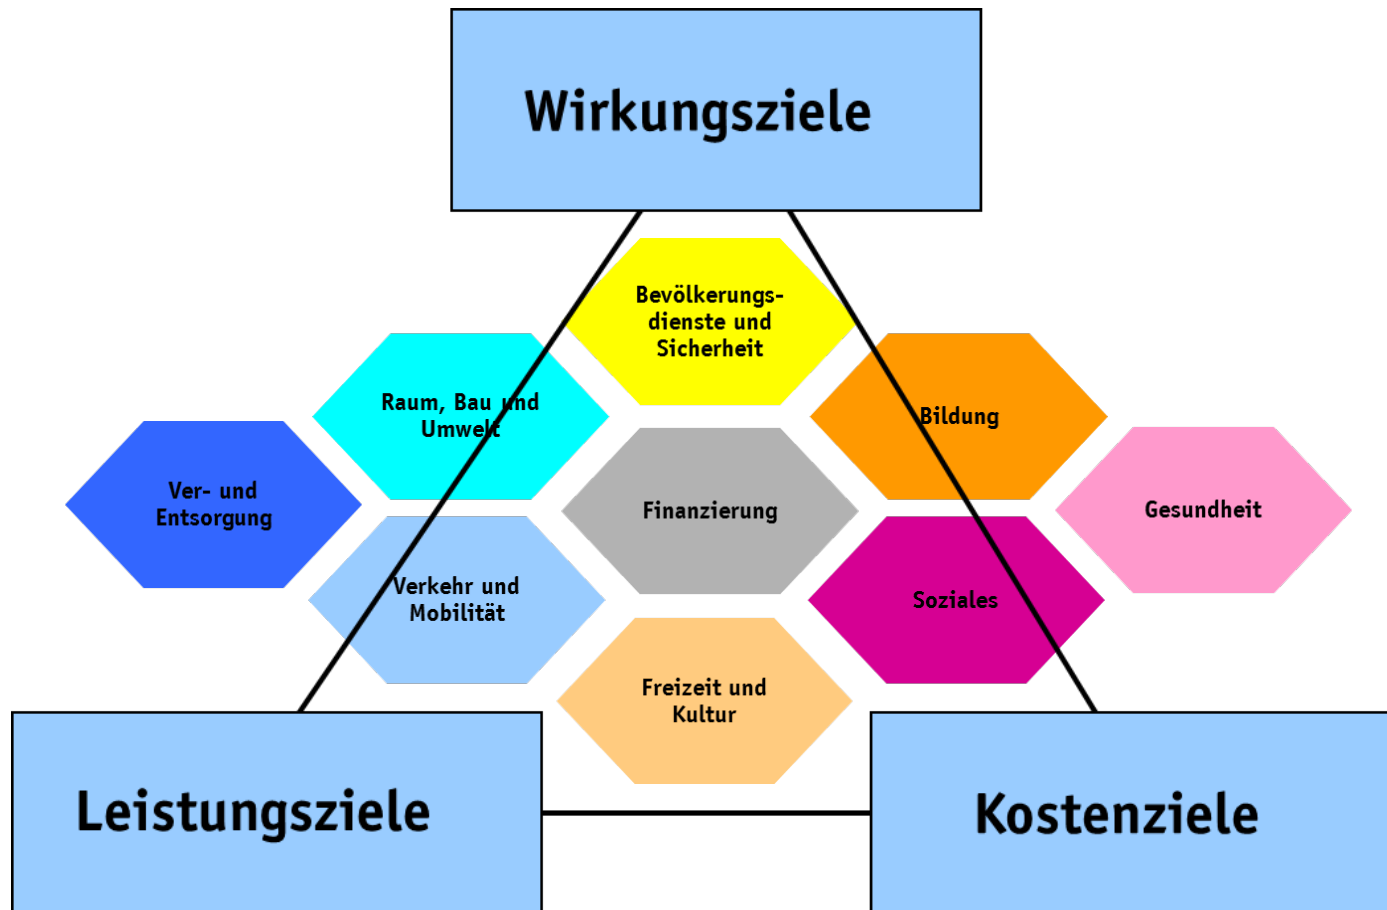 Wirkungsziele
Bevölkerungs-
dienste und
Sicherheit
Raum, Bau und
Umwelt
Bildung
Ver- und
Entsorgung
Finanzierung
Gesundheit
Verkehr und
Mobilität
Soziales
Freizeit und
Kultur
Leistungsziele
Kostenziele